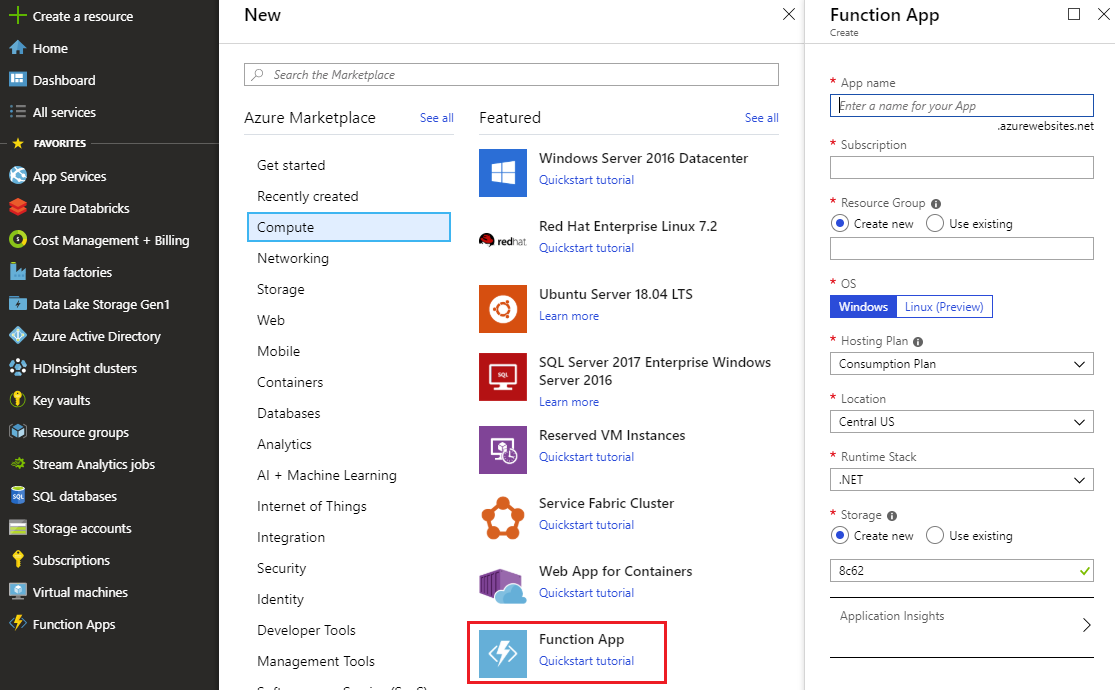 Create a resource
Home
Dashboard
All services
FAVORITES
App Services
Azure Databricks
Cost Management + Billing
Data factories
Data Lake Storage Gen1
Azure Active Directory
HDInsight clusters
Key vaults
Resource groups
Stream Analytics jobs
SQL databases
Storage accounts
Subscriptions
Virtual machines
Function Apps
New
Search the Marketplace
Azure Marketplace
See all
Get started
Recently created
Compute
Networking
Storage
Web
Mobile
Containers
Databases
Analytics
AI + Machine Learning
Internet of Things
Integration
Security
Identity
Developer Tools
Management Tools
Featured
See all
Windows Server 2016 Datacenter
Quickstart tutorial
redhat
Red Hat Enterprise Linux 7.2
Quickstart tutorial
Ubuntu Server 18.04 LTS
Learn more
SQL
SQL Server 2017 Enterprise Windows
Server 2016
Learn more
Reserved VM Instances
Quickstart tutorial
Service Fabric Cluster
Quickstart tutorial
Web App for Containers
Quickstart tutorial
Function App
Quickstart tutorial
Function App
Create
* App name
Enter a name for your App
.azurewebsites.net
* Subscription
* Resource Group
Create new Use existing
* OS
Windows Linux (Preview)
* Hosting Plan
Consumption Plan
* Location
Central US
* Runtime Stack
.NET
* Storage
Create new Use existing
8c62
Application Insights